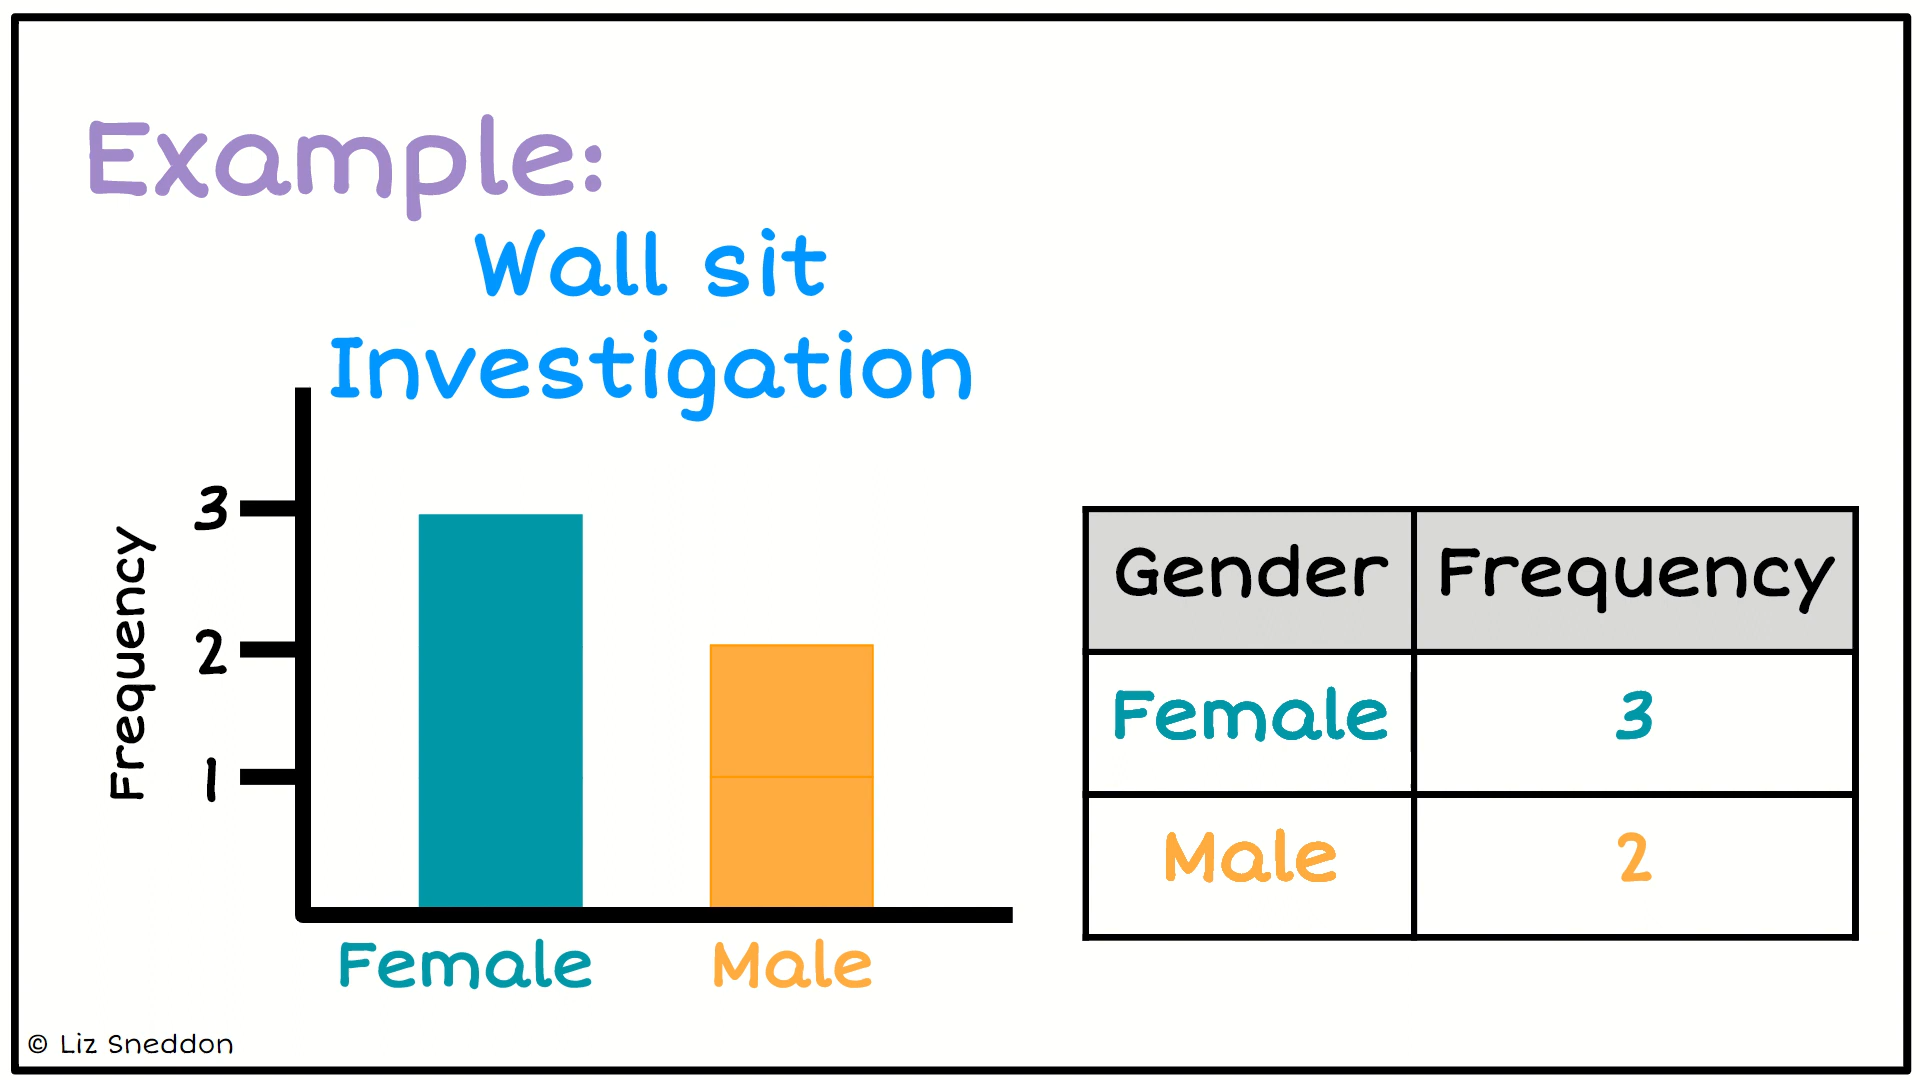 Example:
Wall sit
Investigation
Frequency
3
2
1
Female Male
Gender Frequency
Female 3
Male 2
© Liz Sneddon